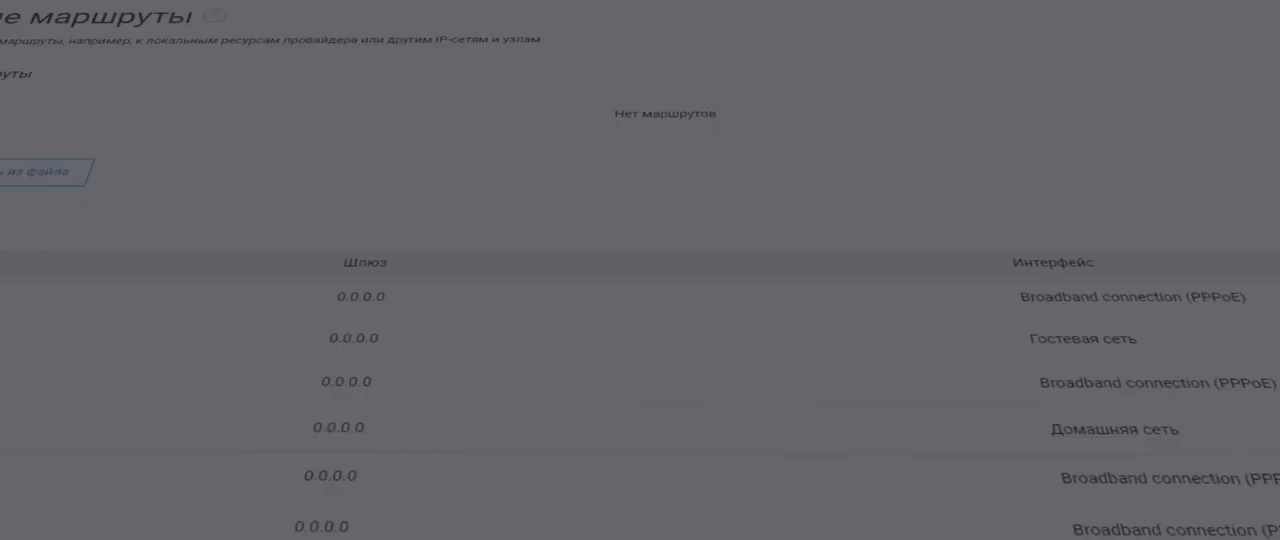 ые маршруты
маршруты, например, к локальным ресурсам провайдера или другим IP-сетям и узлам.
руты
Нет маршрутов
ь из файла
Шлюз Интерфейс
0.0.0.0 Broadband connection (PPPoE)
0.0.0.0 Гостевая сеть
0.0.0.0 Broadband connection (PPPoE)
0.0.0.0 Домашняя сеть
0.0.0.0 Broadband connection (PPP
0.0.0.0 Broadband connection (P